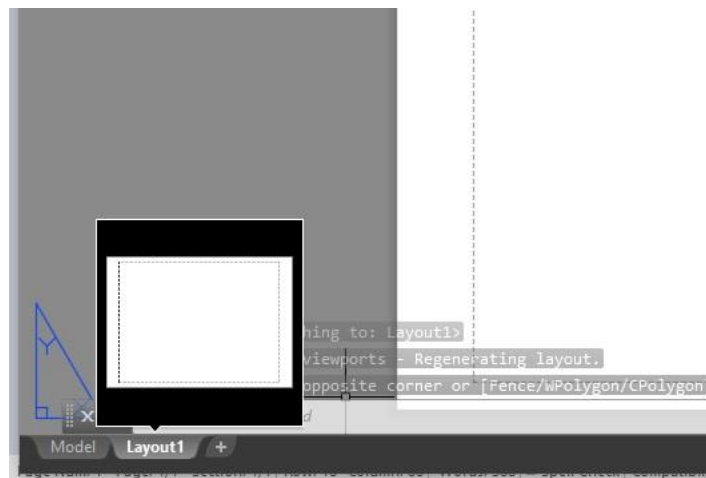 Y
hing to: Layout1>
viewports - Regenerating layout.
opposite corner or [Fence/WPolygon/CPolygon
d
Model Layout1 +